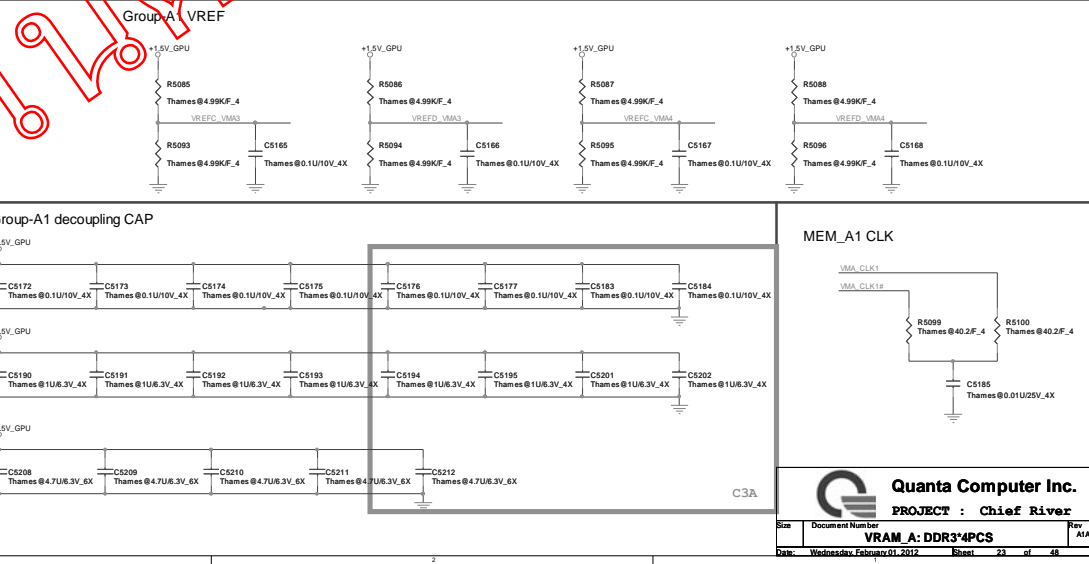 Group-A1 VREF
+1.5V_GPU +1.5V_GPU +1.5V_GPU +1.5V_GPU
R5085 R5086 R5087 R5088
Thames@4.99K/F_4 Thames@4.99K/F_4 Thames@4.99K/F_4 Thames@4.99K/F_4
VREFC_VMA3 VREFD_VMA3 VREFC_VMA4 VREFD_VMA4
R5093 C5165 R5094 C5166 R5095 C5167 R5096 C5168
Thames@4.99K/F_4 Thames@0.1U/10V_4X Thames@4.99K/F_4 Thames@0.1U/10V_4X Thames@4.99K/F_4 Thames@0.1U/10V_4X Thames@4.99K/F_4 Thames@0.1U/10V_4X
roup-A1 decoupling CAP
5V_GPU
C5172 C5173 C5174 C5175 C5176 C5177 C5183 C5184
Thames@0.1U/10V_4X Thames@0.1U/10V_4X Thames@0.1U/10V_4X Thames@0.1U/10V_4X Thames@0.1U/10V_4X Thames@0.1U/10V_4X Thames@0.1U/10V_4X Thames@0.1U/10V_4X
5V_GPU
C5190 C5191 C5192 C5193 C5194 C5195 C5201 C5202
Thames@1U/6.3V_4X Thames@1U/6.3V_4X Thames@1U/6.3V_4X Thames@1U/6.3V_4X Thames@1U/6.3V_4X Thames@1U/6.3V_4X Thames@1U/6.3V_4X Thames@1U/6.3V_4X
5V_GPU
C5208 C5209 C5210 C5211 C5212
Thames@4.7U/6.3V_6X Thames@4.7U/6.3V_6X Thames@4.7U/6.3V_6X Thames@4.7U/6.3V_6X Thames@4.7U/6.3V_6X
C3A
MEM_A1 CLK
VMA_CLK1
VMA_CLK1#
R5099 R5100
Thames@40.2/F_4 Thames@40.2/F_4
C5185
Thames@0.01U/25V_4X
Quanta Computer Inc.
PROJECT : Chief River
Size Document Number Rev
VRAM_A: DDR3*4PCS A1A
Date: Wednesday, February 01, 2012 Sheet 23 of 48
2 1